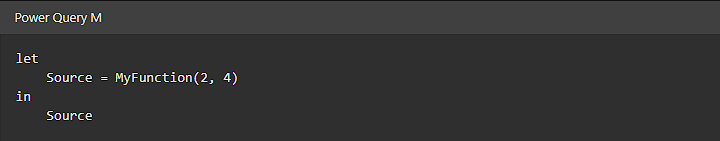 Power Query M
let
    Source = MyFunction(2, 4)
in
    Source